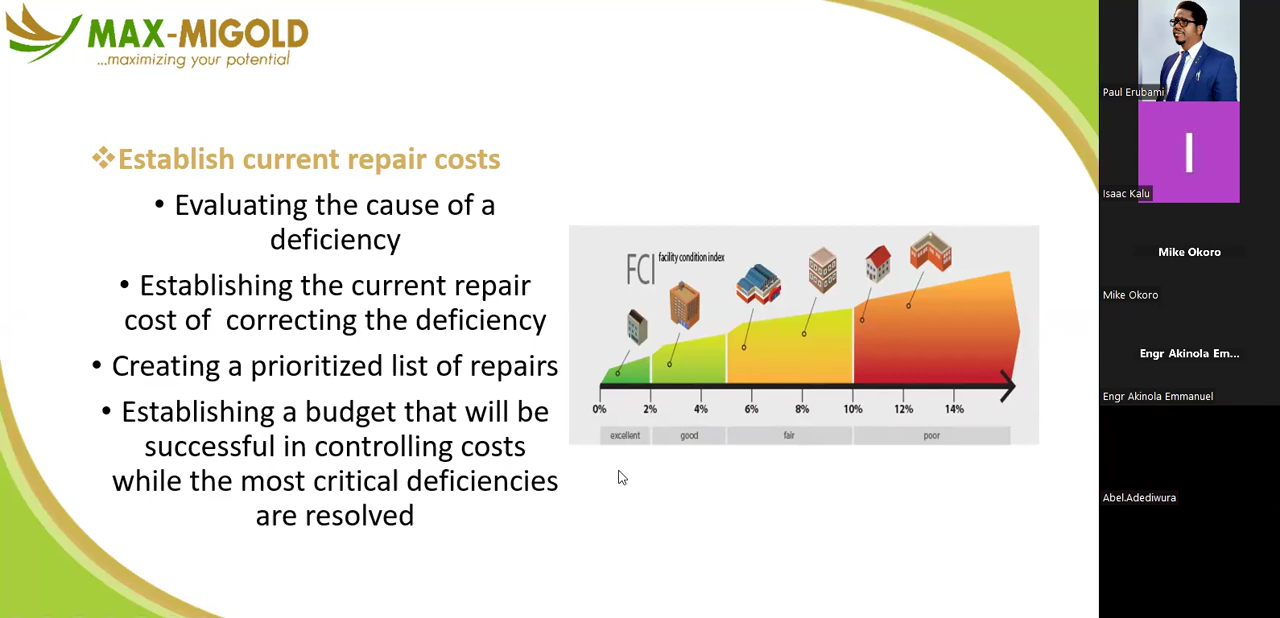 MAX-MIGOLD
...maximizing your potential
❖Establish current repair costs
• Evaluating the cause of a
deficiency
• Establishing the current repair
cost of correcting the deficiency
• Creating a prioritized list of repairs
• Establishing a budget that will be
successful in controlling costs
while the most critical deficiencies
are resolved
FCI facility condition index
0% 2% 4% 6% 8% 10% 12% 14%
excellent good fair poor
Paul Erubami
I
Isaac Kalu
Mike Okoro
Mike Okoro
Engr Akinola Em...
Engr Akinola Emmanuel
Abel.Adediwura